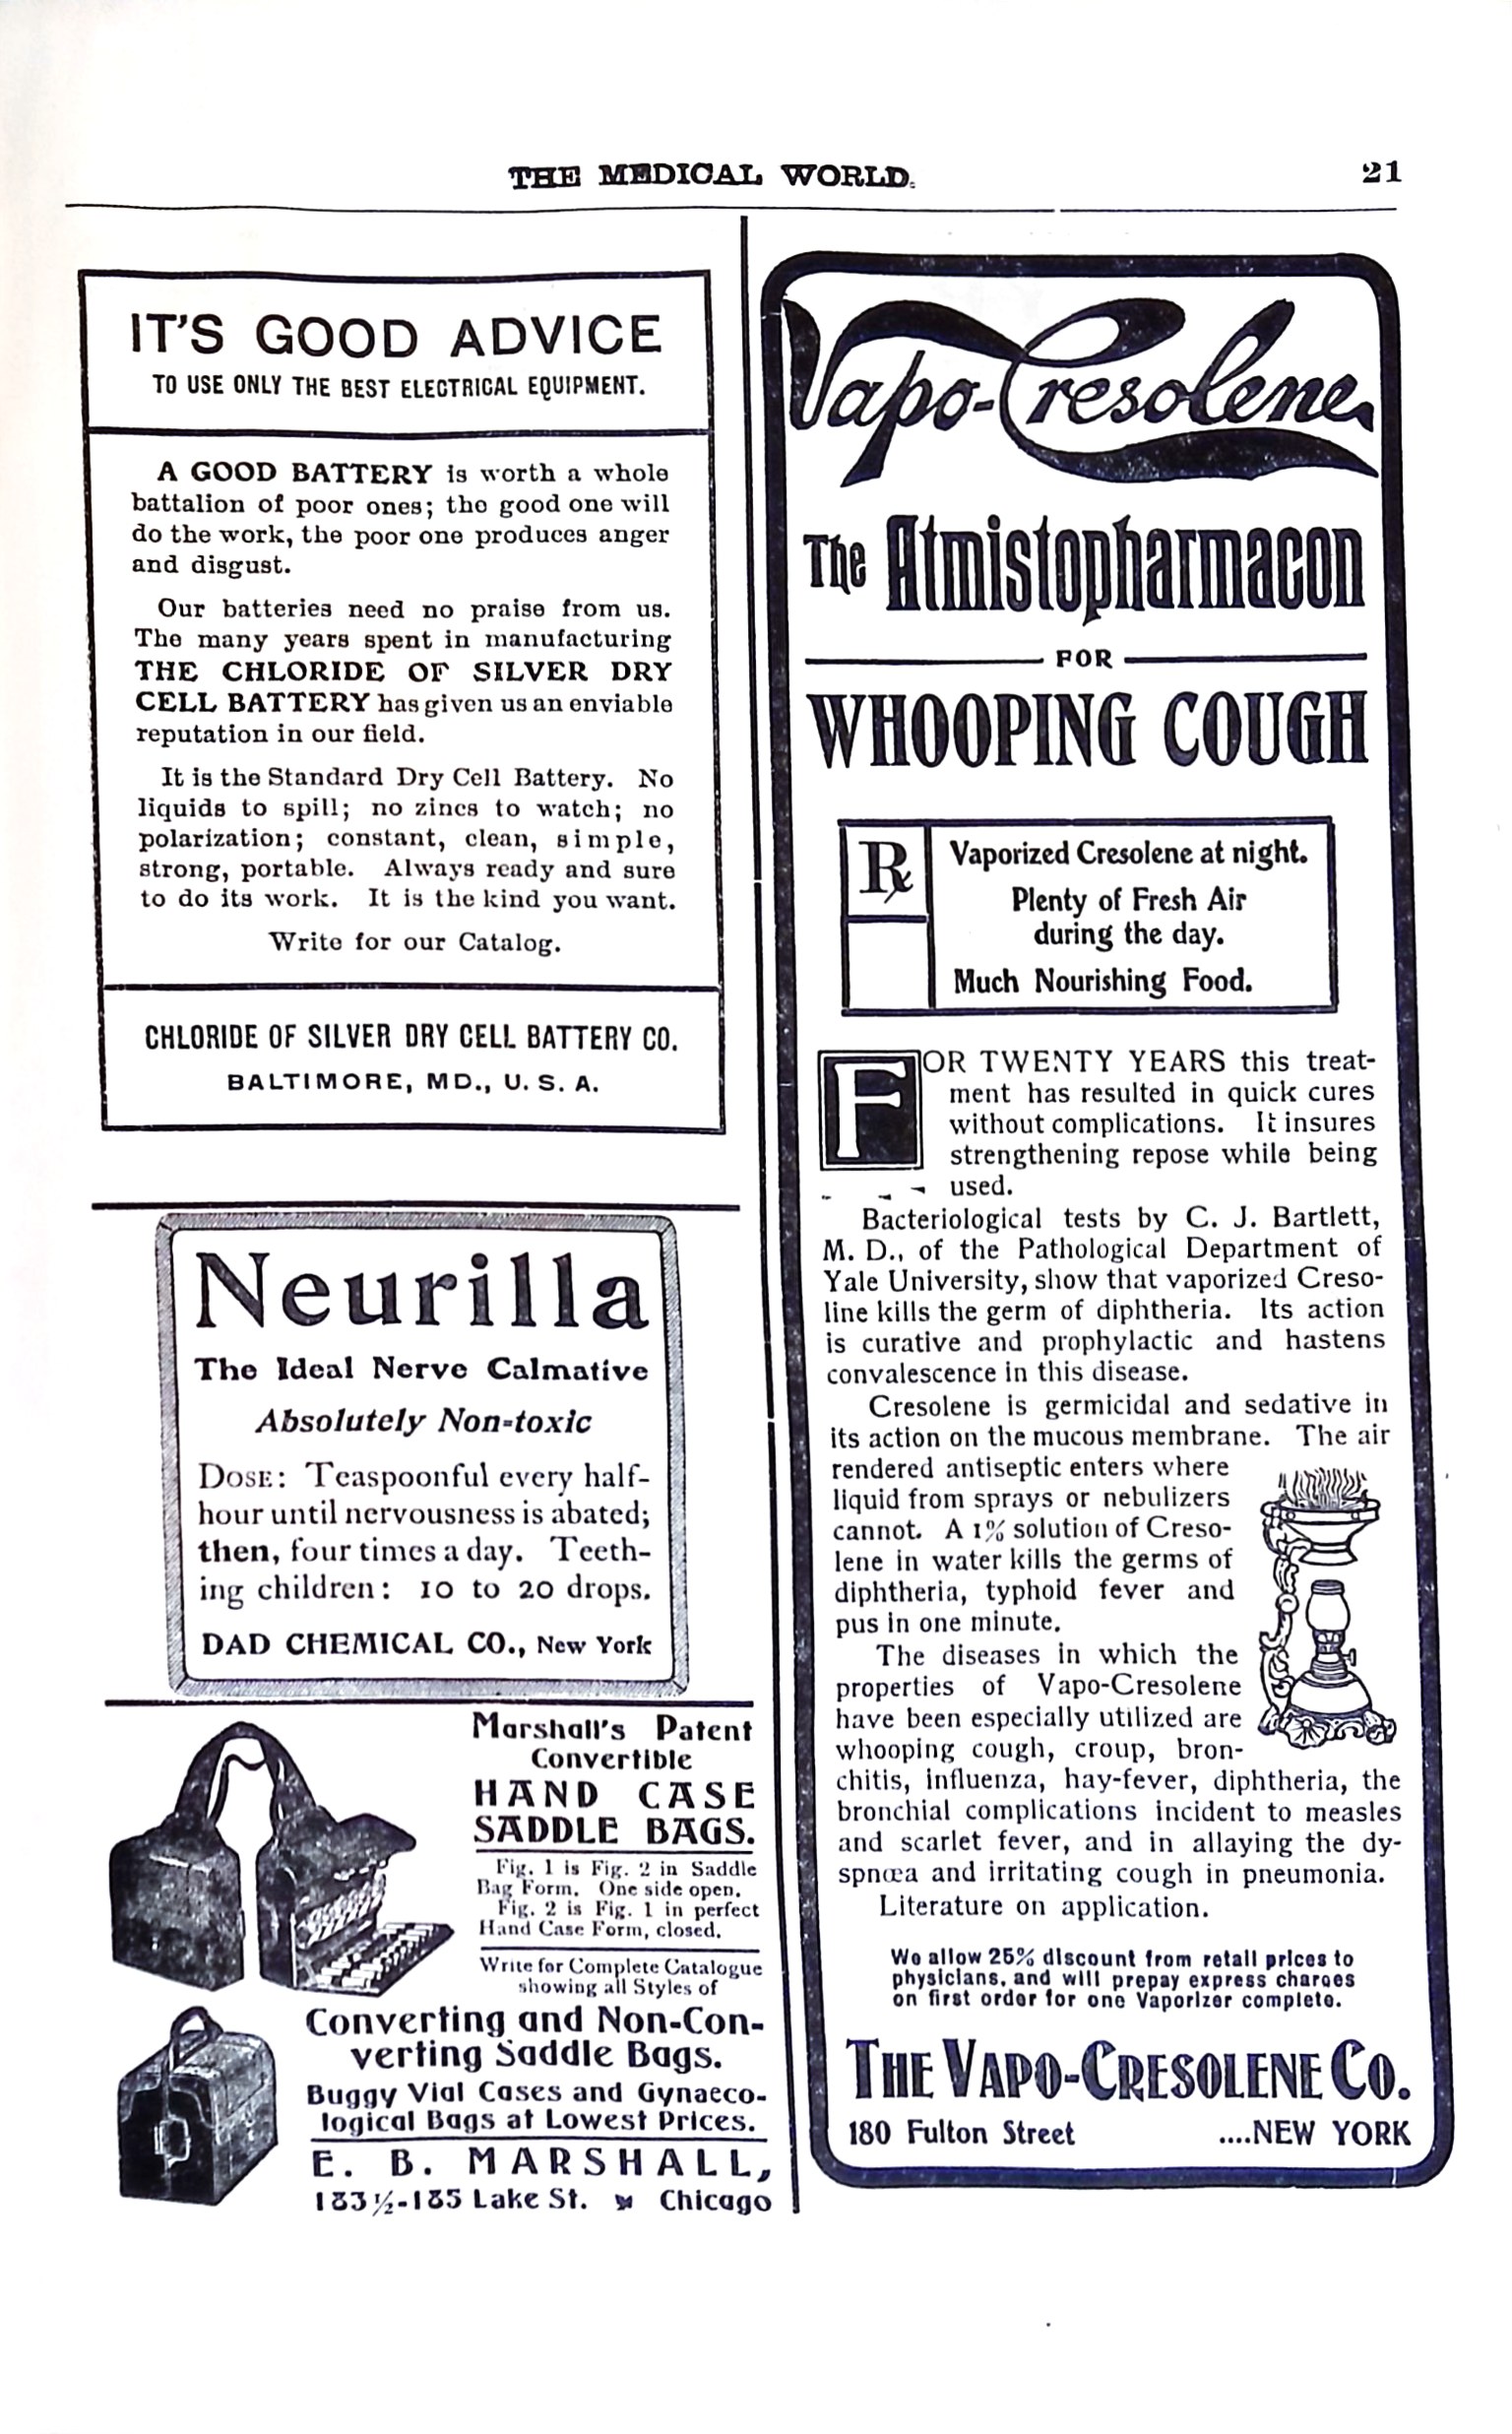 THE MEDICAL WORLD.
21
IT'S GOOD ADVICE
TO USE ONLY THE BEST ELECTRICAL EQUIPMENT.
A GOOD BATTERY is worth a whole
battalion of poor ones; the good one will
do the work, the poor one produces anger
and disgust.
Our batteries need no praise from us.
The many years spent in manufacturing
THE CHLORIDE OF SILVER DRY
CELL BATTERY has given us an enviable
reputation in our field.
It is the Standard Dry Cell Battery. No
liquids to spill; no zincs to watch; no
polarization; constant, clean, simple,
strong, portable. Always ready and sure
to do its work. It is the kind you want.
Write for our Catalog.
CHLORIDE OF SILVER DRY CELL BATTERY CO.
BALTIMORE, MD., U. S. A.
Neurilla
The Ideal Nerve Calmative
Absolutely Non-toxic
DOSE: Teaspoonful every half-
hour until nervousness is abated;
then, four times a day. Teeth-
ing children: 10 to 20 drops.
DAD CHEMICAL CO., New York
Marshall's Patent
Convertible
HAND CASE
SADDLE BAGS.
Fig. 1 is Fig. 2 in Saddle
Bag Form. One side open.
Fig. 2 is Fig. 1 in perfect
Hand Case Form, closed.
Write for Complete Catalogue
showing all Styles of
Converting and Non-Con-
verting Saddle Bags.
Buggy Vial Cases and Gynaeco-
logical Bags at Lowest Prices.
E. B. MARSHALL,
183½-185 Lake St. Chicago
Vapo-Cresolene
The Atmistopharmacon
FOR
WHOOPING COUGH
℞
Vaporized Cresolene at night.
Plenty of Fresh Air
during the day.
Much Nourishing Food.
FOR TWENTY YEARS this treat-
ment has resulted in quick cures
without complications. It insures
strengthening repose while being
used.
Bacteriological tests by C. J. Bartlett,
M. D., of the Pathological Department of
Yale University, show that vaporized Creso-
line kills the germ of diphtheria. Its action
is curative and prophylactic and hastens
convalescence in this disease.
Cresolene is germicidal and sedative in
its action on the mucous membrane. The air
rendered antiseptic enters where
liquid from sprays or nebulizers
cannot. A 1% solution of Creso-
lene in water kills the germs of
diphtheria, typhoid fever and
pus in one minute.
The diseases in which the
properties of Vapo-Cresolene
have been especially utilized are
whooping cough, croup, bron-
chitis, influenza, hay-fever, diphtheria, the
bronchial complications incident to measles
and scarlet fever, and in allaying the dy-
spnœa and irritating cough in pneumonia.
Literature on application.
We allow 25% discount from retail prices to
physicians, and will prepay express charges
on first order for one Vaporizer complete.
THE VAPO-CRESOLENE CO.
180 Fulton Street ....NEW YORK